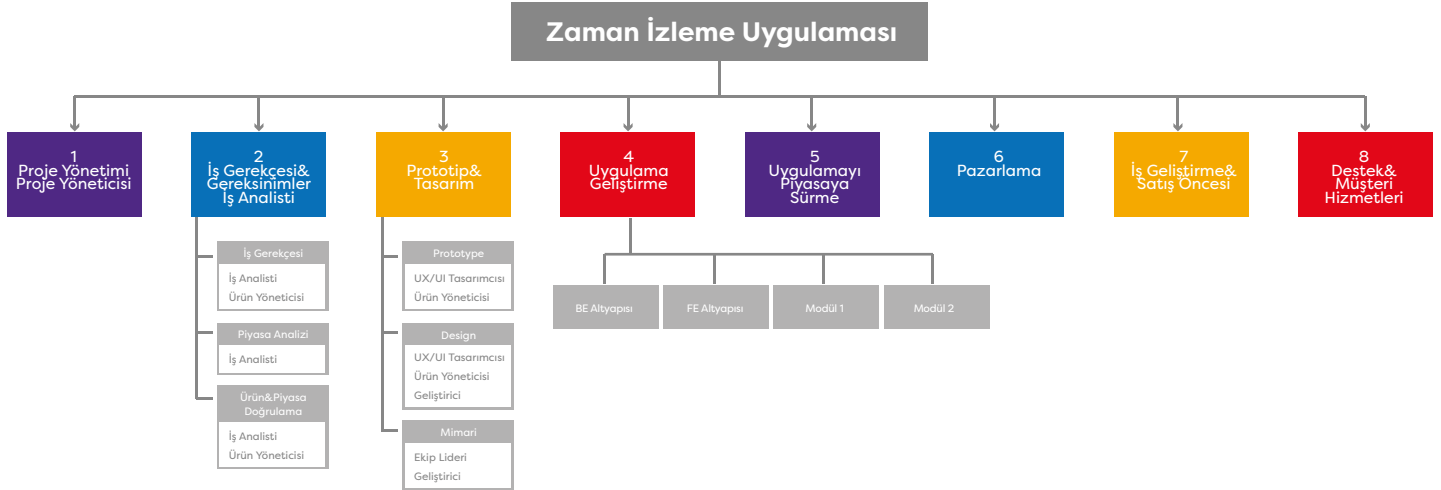 Zaman İzleme Uygulaması
1
Proje Yönetimi
Proje Yöneticisi
2
İş Gerekçesi&
Gereksinimler
İş Analisti
3
Prototip&
Tasarım
4
Uygulama
Geliştirme
5
Uygulamayı
Piyasaya
Sürme
6
Pazarlama
7
İş Geliştirme&
Satış Öncesi
8
Destek&
Müşteri
Hizmetleri
İş Gerekçesi
İş Analisti
Ürün Yöneticisi
Piyasa Analizi
İş Analisti
Ürün&Piyasa
Doğrulama
İş Analisti
Ürün Yöneticisi
Prototype
UX/UI Tasarımcısı
Ürün Yöneticisi
Design
UX/UI Tasarımcısı
Ürün Yöneticisi
Geliştirici
Mimari
Ekip Lideri
Geliştirici
BE Altyapısı
FE Altyapısı
Modül 1
Modül 2